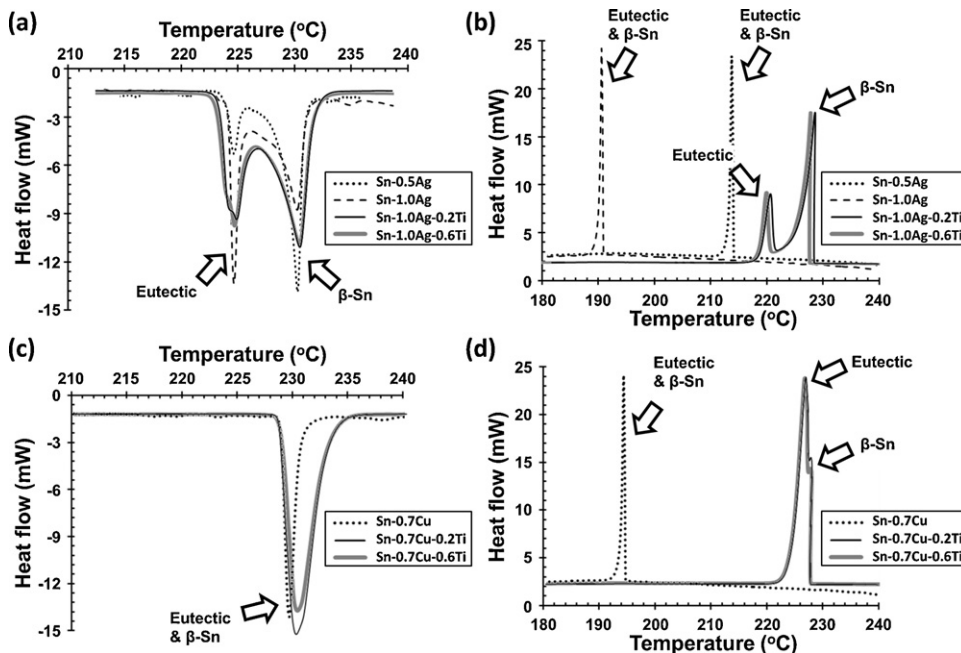 (a)
Temperature (°C)
210 215 220 225 230 235 240
0
-3
-6
-9
-12
-15
Heat flow (mW)
Sn-0.5Ag
Sn-1.0Ag
Sn-1.0Ag-0.2Ti
Sn-1.0Ag-0.6Ti
Eutectic
β-Sn
(b)
Eutectic
& β-Sn
Eutectic
& β-Sn
β-Sn
Eutectic
25
20
15
10
5
0
Heat flow (mW)
Sn-0.5Ag
Sn-1.0Ag
Sn-1.0Ag-0.2Ti
Sn-1.0Ag-0.6Ti
180 190 200 210 220 230 240
Temperature (°C)
(c)
Temperature (°C)
210 215 220 225 230 235 240
0
-3
-6
-9
-12
-15
Heat flow (mW)
Sn-0.7Cu
Sn-0.7Cu-0.2Ti
Sn-0.7Cu-0.6Ti
Eutectic
& β-Sn
(d)
Eutectic
& β-Sn
Eutectic
β-Sn
25
20
15
10
5
0
Heat flow (mW)
Sn-0.7Cu
Sn-0.7Cu-0.2Ti
Sn-0.7Cu-0.6Ti
180 190 200 210 220 230 240
Temperature (°C)